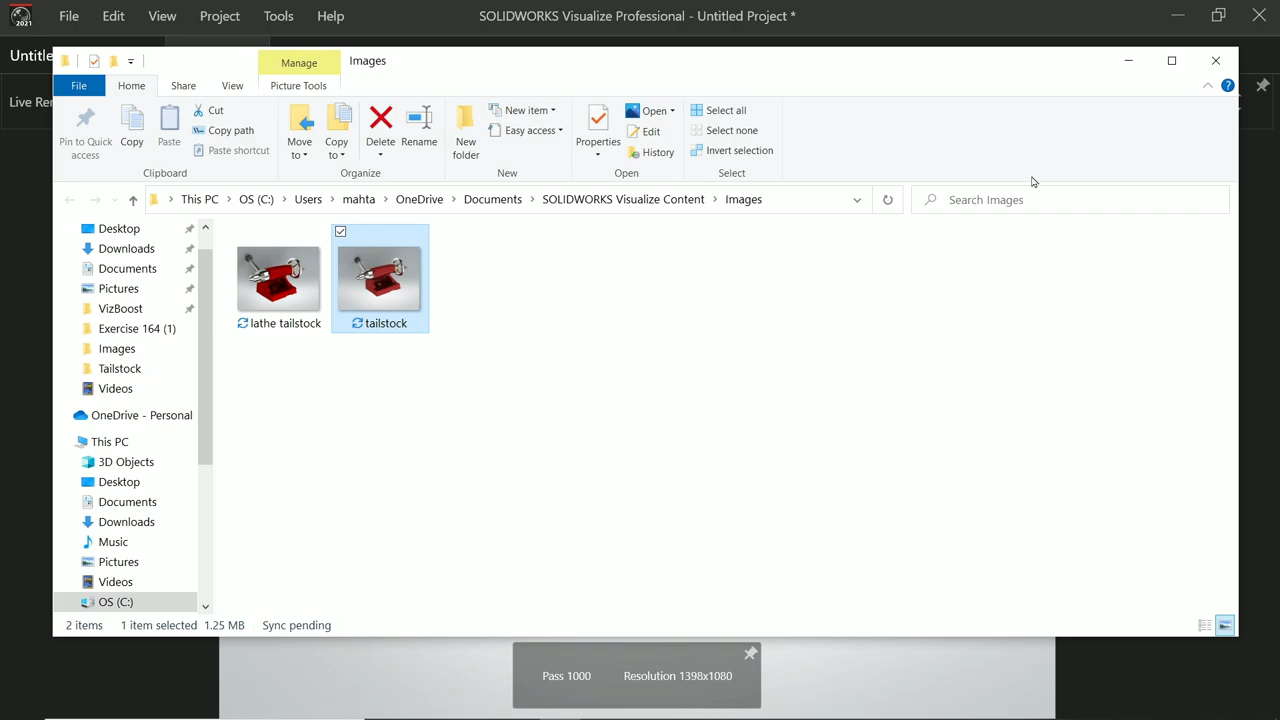 2021 File Edit View Project Tools Help SOLIDWORKS Visualize Professional - Untitled Project *
Untitle
Live Rer
Manage Images
File Home Share View Picture Tools
Pin to Quick access
Copy
Paste
Cut
Copy path
Paste shortcut
Clipboard
Move to
Copy to
Delete
Rename
Organize
New folder
New item
Easy access
New
Properties
Open
Edit
History
Open
Select all
Select none
Invert selection
Select
This PC > OS (C:) > Users > mahta > OneDrive > Documents > SOLIDWORKS Visualize Content > Images
Search Images
Desktop
Downloads
Documents
Pictures
VizBoost
Exercise 164 (1)
Images
Tailstock
Videos
OneDrive - Personal
This PC
3D Objects
Desktop
Documents
Downloads
Music
Pictures
Videos
OS (C:)
lathe tailstock
tailstock
2 items 1 item selected 1.25 MB Sync pending
Pass 1000 Resolution 1398x1080